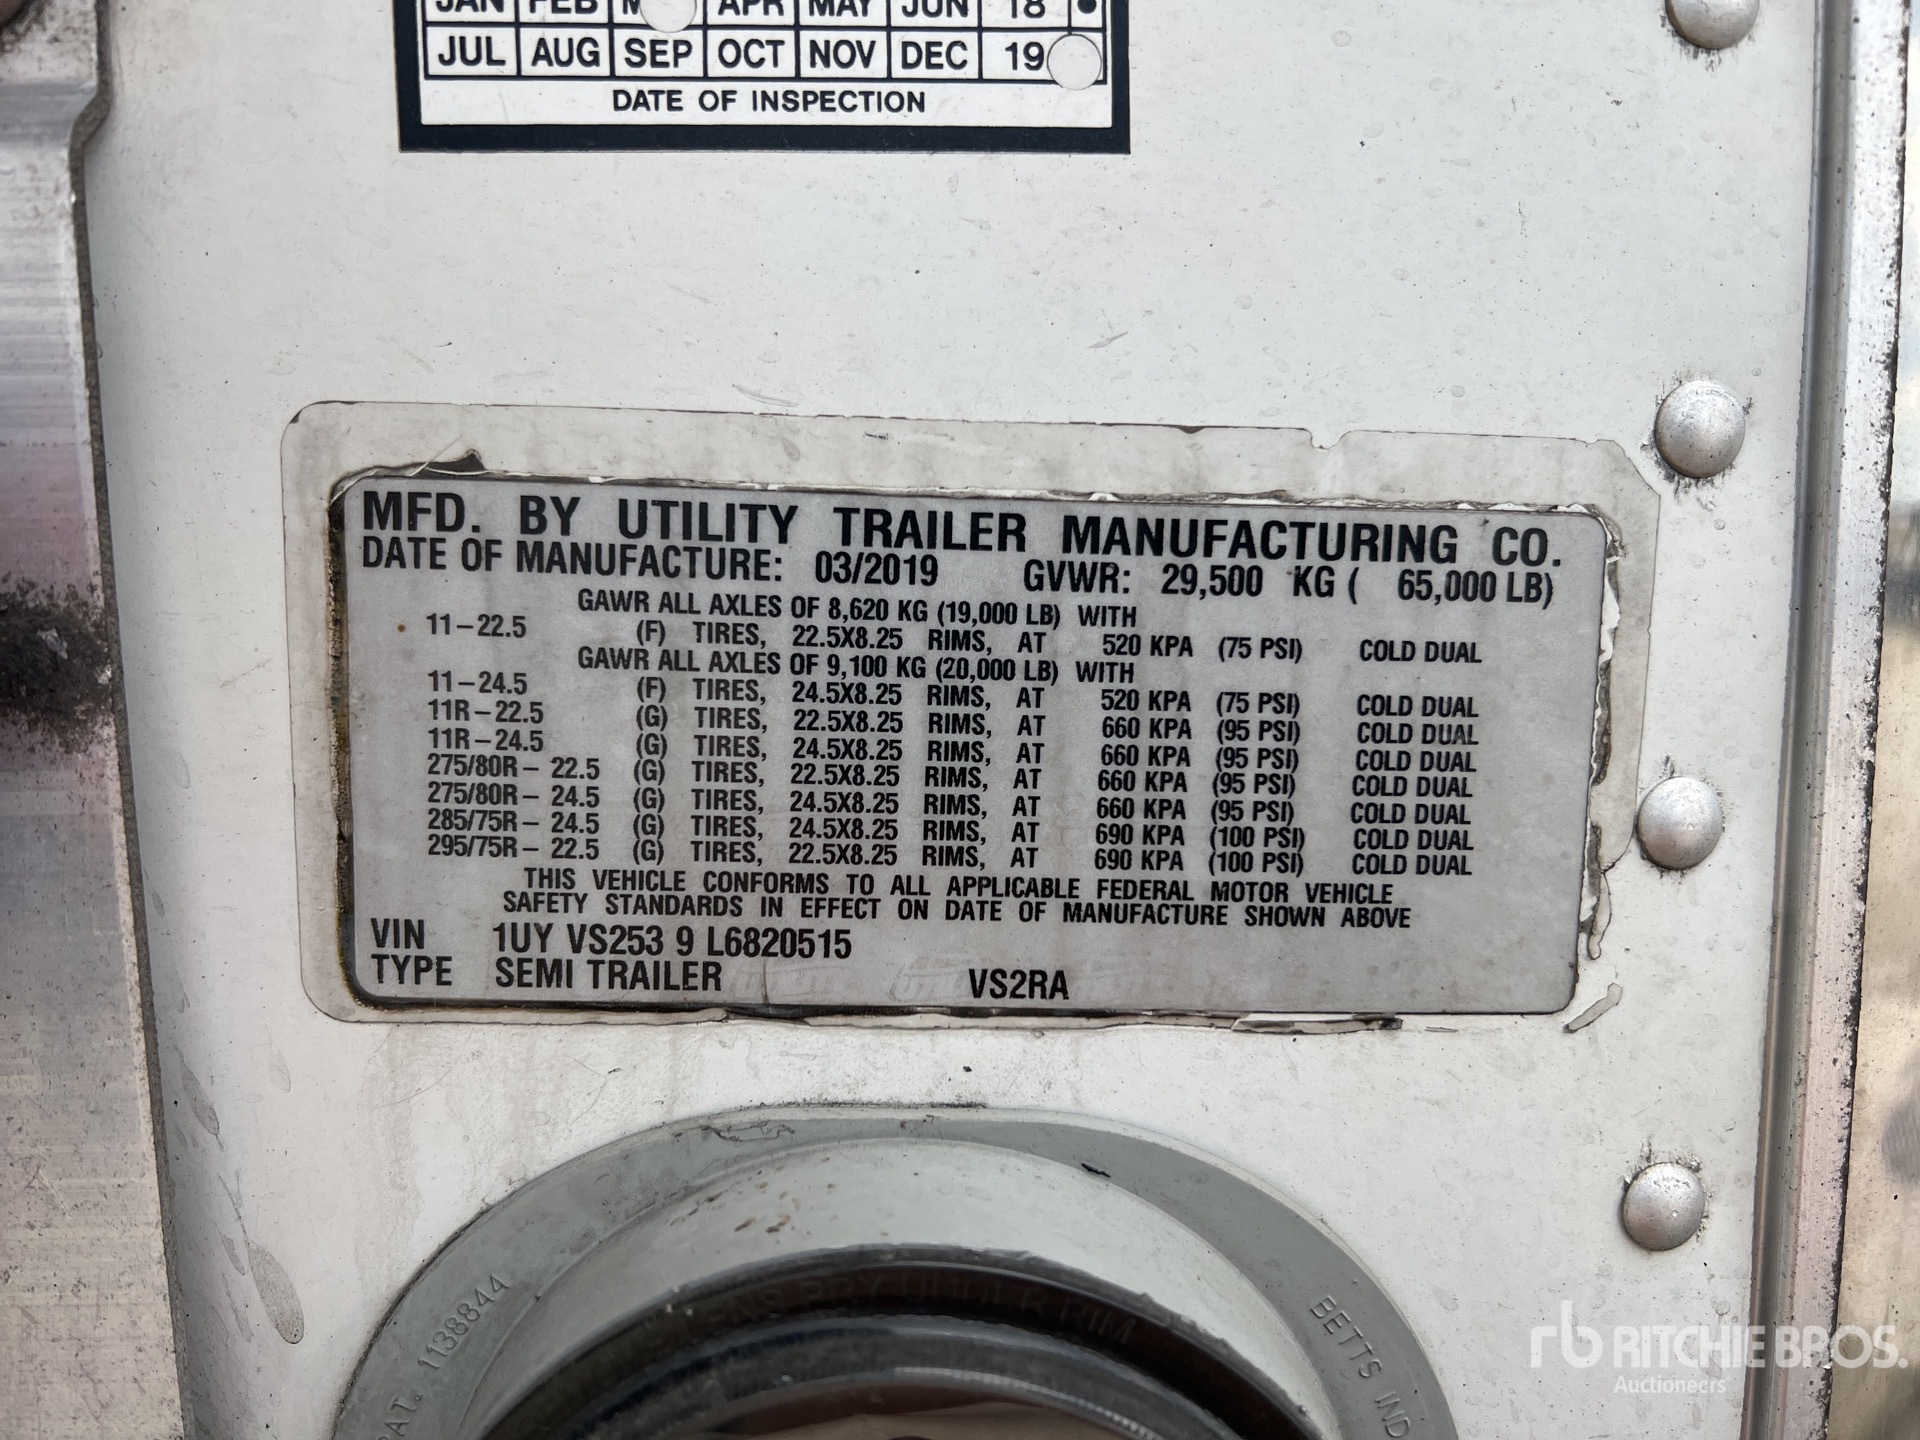 JAN FEB APR MAY JUN 18
JUL AUG SEP OCT NOV DEC 19
DATE OF INSPECTION
MFD. BY UTILITY TRAILER MANUFACTURING CO.
DATE OF MANUFACTURE: 03/2019 GVWR: 29,500 KG ( 65,000 LB)
GAWR ALL AXLES OF 8,620 KG (19,000 LB) WITH
11-22.5 (F) TIRES, 22.5X8.25 RIMS, AT 520 KPA (75 PSI) COLD DUAL
GAWR ALL AXLES OF 9,100 KG (20,000 LB) WITH
11-24.5 (F) TIRES, 24.5X8.25 RIMS, AT 520 KPA (75 PSI) COLD DUAL
11R-22.5 (G) TIRES, 22.5X8.25 RIMS, AT 660 KPA (95 PSI) COLD DUAL
11R-24.5 (G) TIRES, 24.5X8.25 RIMS, AT 660 KPA (95 PSI) COLD DUAL
275/80R- 22.5 (G) TIRES, 22.5X8.25 RIMS, AT 660 KPA (95 PSI) COLD DUAL
275/80R- 24.5 (G) TIRES, 24.5X8.25 RIMS, AT 660 KPA (95 PSI) COLD DUAL
285/75R- 24.5 (G) TIRES, 24.5X8.25 RIMS, AT 690 KPA (100 PSI) COLD DUAL
295/75R- 22.5 (G) TIRES, 22.5X8.25 RIMS, AT 690 KPA (100 PSI) COLD DUAL
THIS VEHICLE CONFORMS TO ALL APPLICABLE FEDERAL MOTOR VEHICLE
SAFETY STANDARDS IN EFFECT ON DATE OF MANUFACTURE SHOWN ABOVE
VIN 1UY VS253 9 L6820515
TYPE SEMI TRAILER VS2RA
PAT. 1138844
BETTS IND
PRY UNDER RIM
rb RITCHIE BROS.
Auctioneers